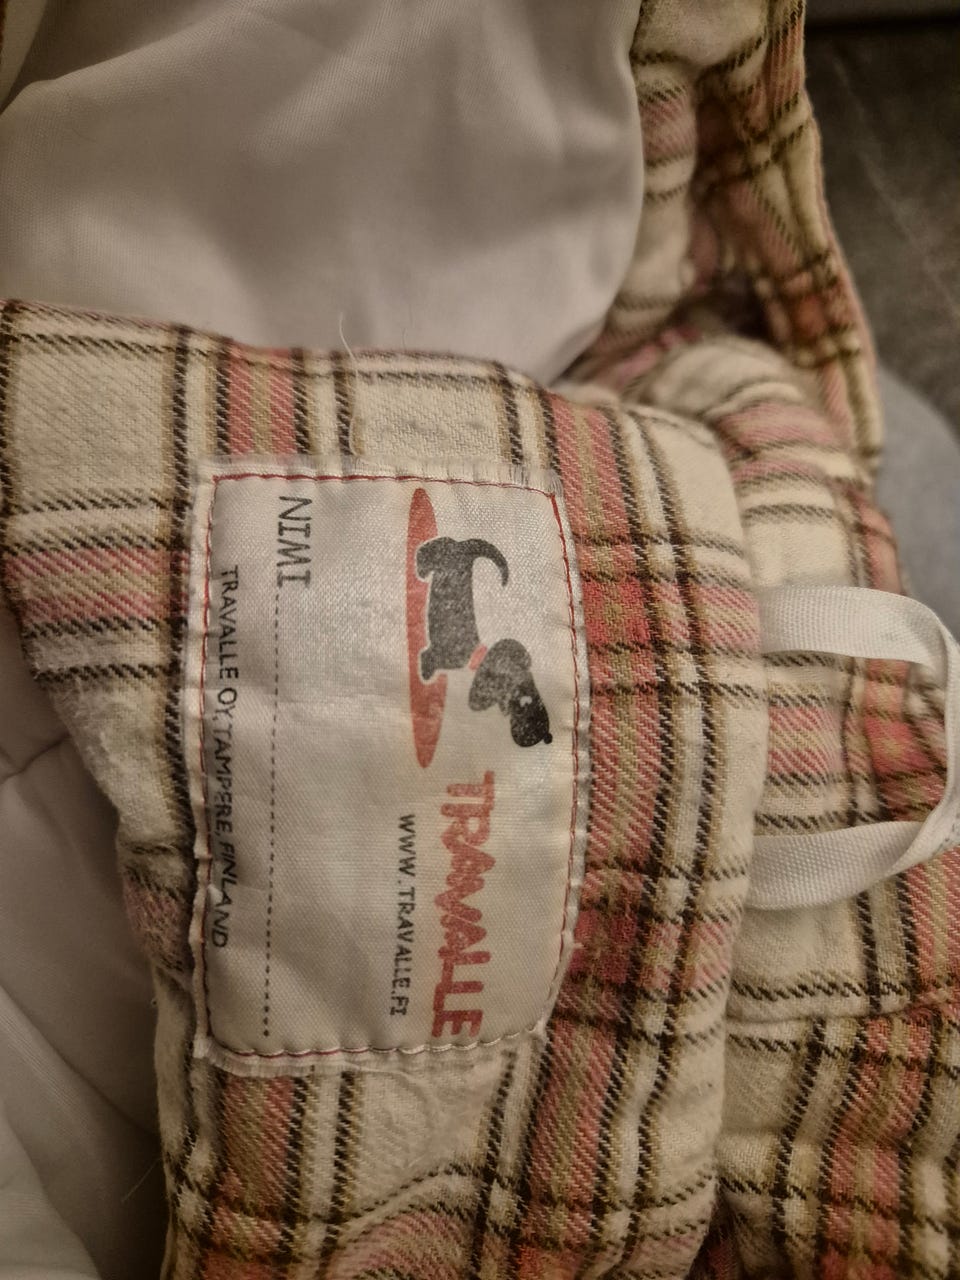 TRAVALLE
WWW.TRAVALLE.FI
NIMI
TRAVALLE OY, TAMPERE, FINLAND